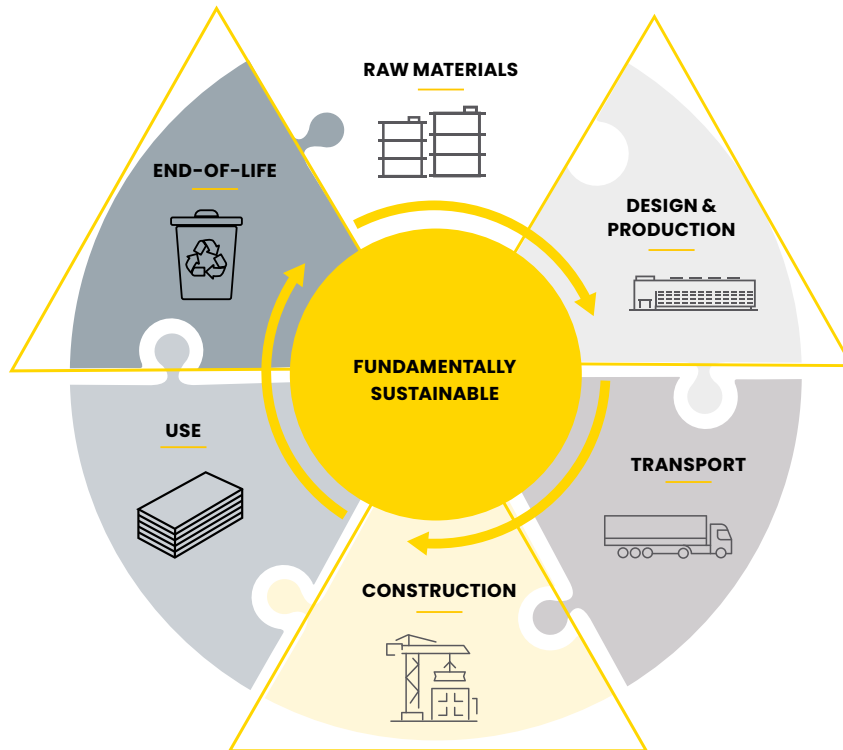 RAW MATERIALS
END-OF-LIFE
DESIGN &
PRODUCTION
FUNDAMENTALLY
SUSTAINABLE
USE
TRANSPORT
CONSTRUCTION